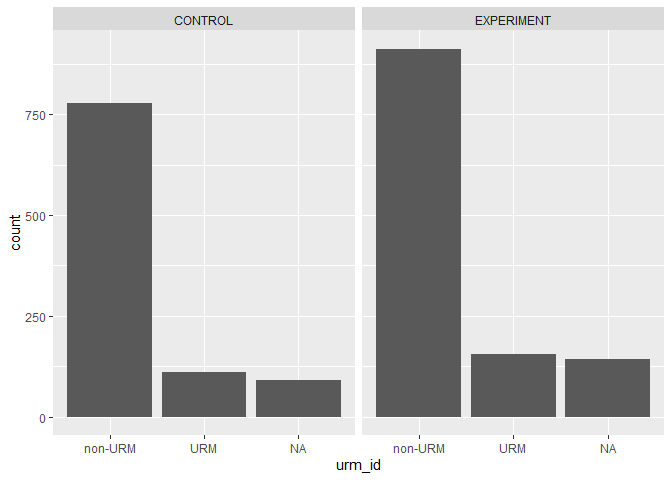 CONTROL EXPERIMENT
count
750
500
250
0
non-URM URM NA non-URM URM NA
urm_id